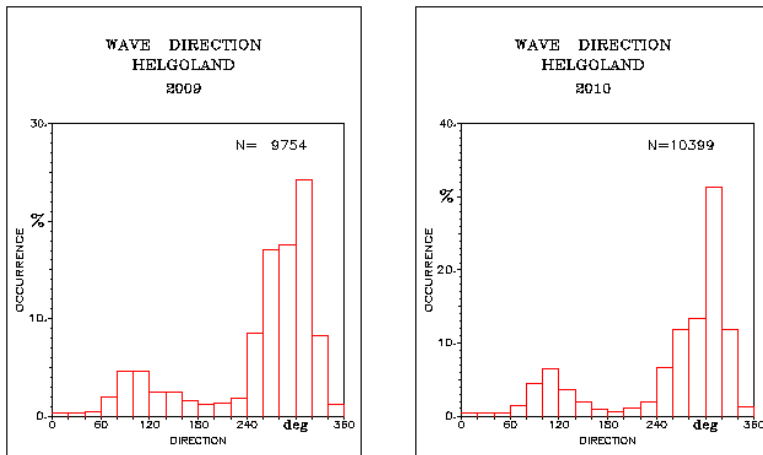 WAVE DIRECTION
HELGOLAND
2009
30.
N= 9754
%
OCCURRENCE
10.
0.
0 60 120 180 240 deg 360
DIRECTION
WAVE DIRECTION
HELGOLAND
2010
40.
N=10399
%
OCCURRENCE
20.
10.
0.
0 60 120 180 240 deg 360
DIRECTION